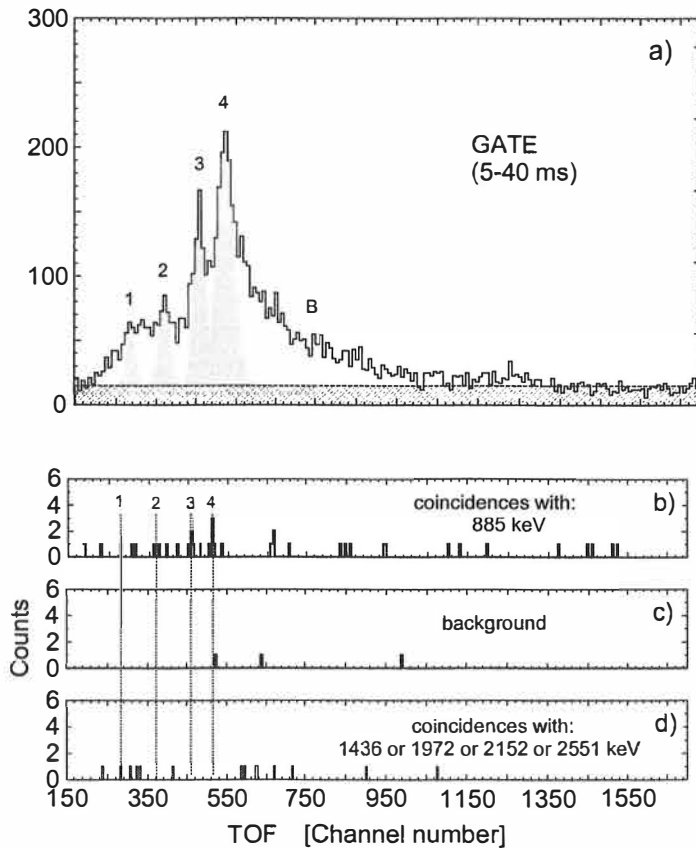 300
a)
4
200
GATE
(5-40 ms)
3
100
1
2
B
0
6
1
2
3
4
coincidences with:
b)
4
885 keV
2
0
6
c)
4
background
2
0
Counts
6
coincidences with:
d)
4
1436 or 1972 or 2152 or 2551 keV
2
0
150
350
550
750
950
1150
1350
1550
TOF [Channel number]